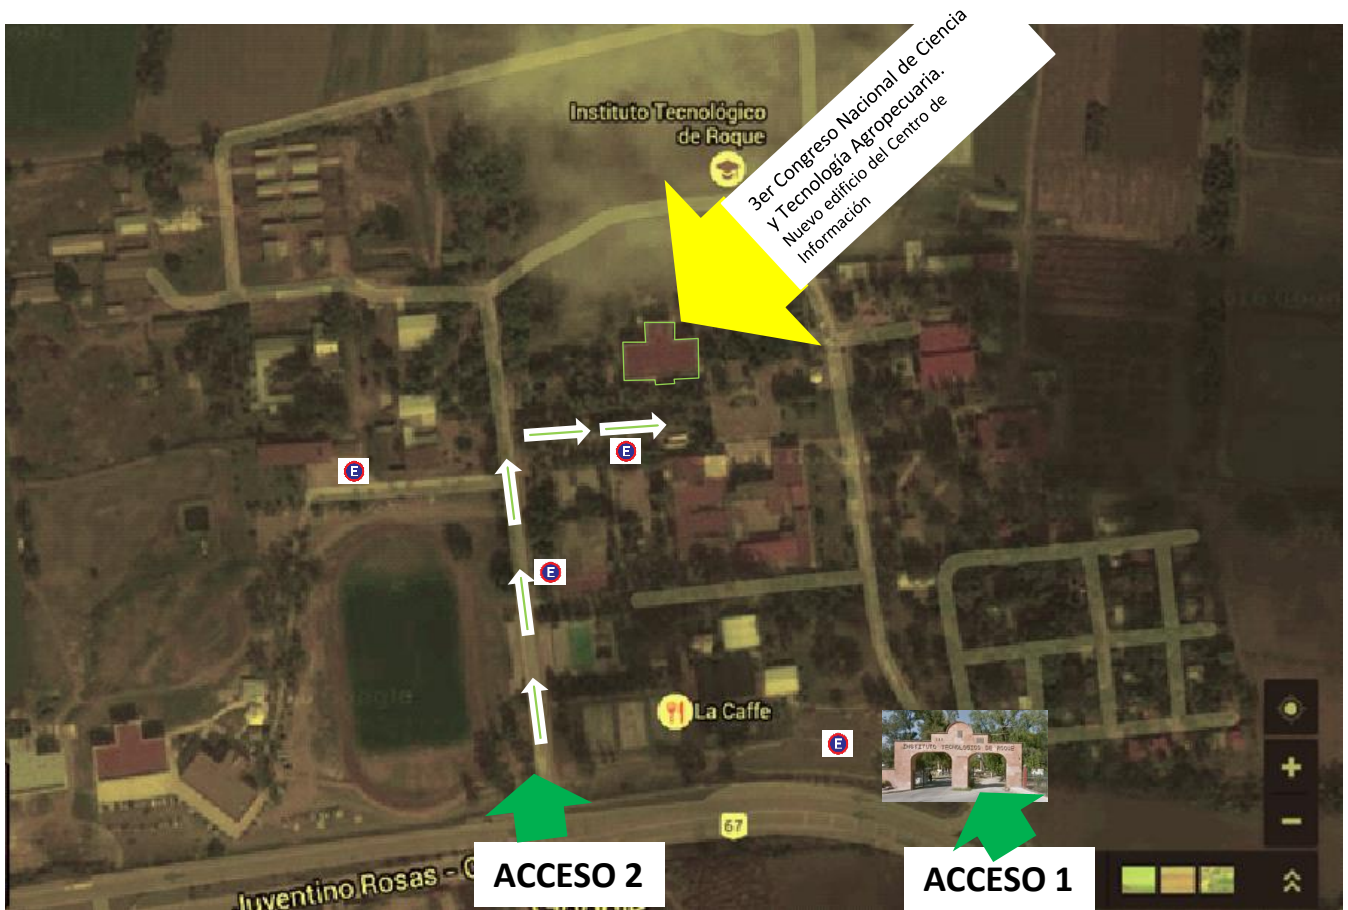 3er Congreso Nacional de Ciencia
y Tecnología Agropecuaria.
Nuevo edificio del Centro de
Información
Instituto Tecnológico
de Roque
E
E
E
La Caffe
E
INSTITUTO TECNOLOGICO DE ROQUE
67
Juventino Rosas -
ACCESO 2
ACCESO 1